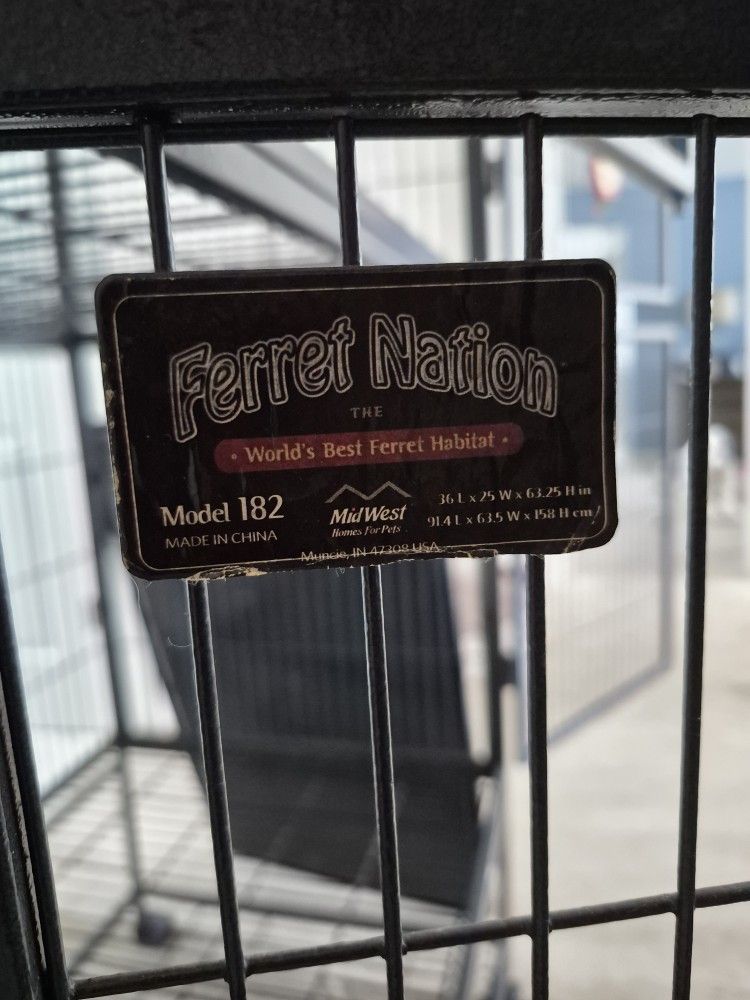 Ferret Nation
THE
• World's Best Ferret Habitat •
Model 182
MADE IN CHINA
MidWest
Homes For Pets
Muncie, IN 47308 USA
36 L x 25 W x 63.25 H in
91.4 L x 63.5 W x 158 H cm